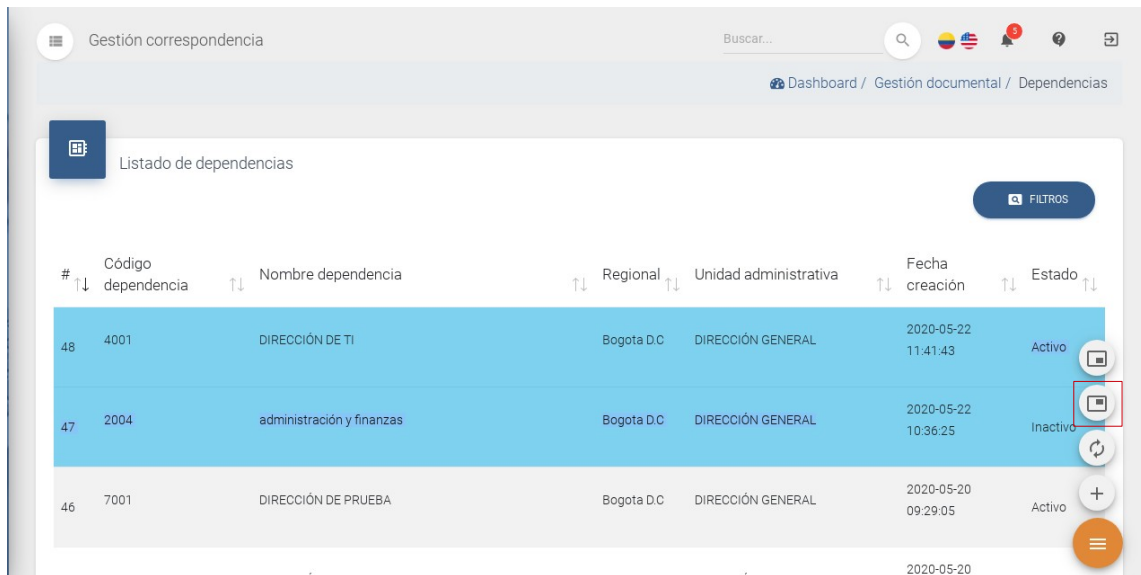 Gestión correspondencia
Buscar...
5
Dashboard / Gestión documental / Dependencias
Listado de dependencias
FILTROS
# Código dependencia Nombre dependencia Regional Unidad administrativa Fecha creación Estado
48 4001 DIRECCIÓN DE TI Bogota D.C DIRECCIÓN GENERAL 2020-05-22 11:41:43 Activo
47 2004 administración y finanzas Bogota D.C DIRECCIÓN GENERAL 2020-05-22 10:36:25 Inactivo
46 7001 DIRECCIÓN DE PRUEBA Bogota D.C DIRECCIÓN GENERAL 2020-05-20 09:29:05 Activo
2020-05-20